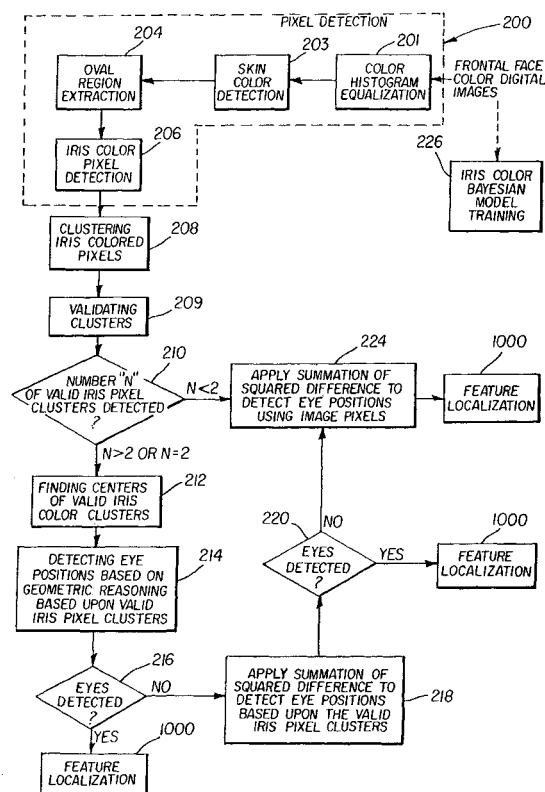 PIXEL DETECTION
200
204
203
201
OVAL
REGION
EXTRACTION
SKIN
COLOR
DETECTION
COLOR
HISTOGRAM
EQUALIZATION
FRONTAL FACE
COLOR DIGITAL
IMAGES
206
IRIS COLOR
PIXEL
DETECTION
226
IRIS COLOR
BAYESIAN
MODEL
TRAINING
208
CLUSTERING
IRIS COLORED
PIXELS
209
VALIDATING
CLUSTERS
210
NUMBER "N"
OF VALID IRIS PIXEL
CLUSTERS DETECTED
?
N<2
224
APPLY SUMMATION OF
SQUARED DIFFERENCE TO
DETECT EYE POSITIONS
USING IMAGE PIXELS
1000
FEATURE
LOCALIZATION
N>2 OR N=2
212
FINDING CENTERS
OF VALID IRIS
COLOR CLUSTERS
214
DETECTING EYE
POSITIONS BASED ON
GEOMETRIC REASONING
BASED UPON VALID
IRIS PIXEL CLUSTERS
220
NO
EYES
DETECTED
?
YES
1000
FEATURE
LOCALIZATION
216
EYES
DETECTED
?
NO
APPLY SUMMATION OF
SQUARED DIFFERENCE TO
DETECT EYE POSITIONS
BASED UPON THE VALID
IRIS PIXEL CLUSTERS
218
YES
1000
FEATURE
LOCALIZATION